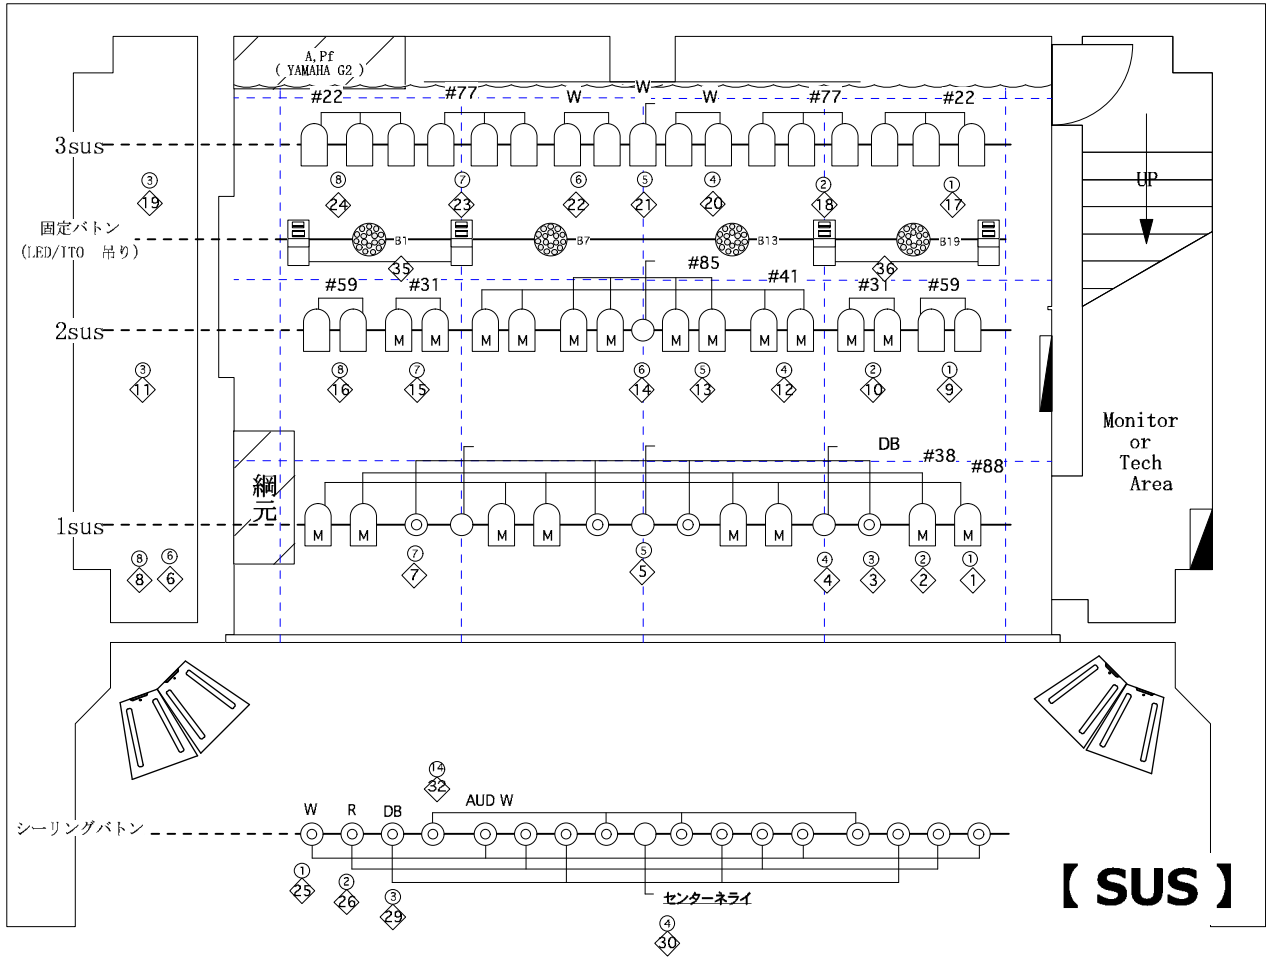 A,Pf
( YAMAHA G2 )
#22
#77
W
W
W
#77
#22
3sus
⑧
24
⑦
23
⑥
22
⑤
21
④
20
②
18
①
17
③
19
UP
固定バトン
(LED/ITO 吊り)
B1
B7
B13
B19
35
36
#59
#31
#85
#41
#31
#59
2sus
M
M
M
M
M
M
M
M
M
M
M
M
③
11
⑧
16
⑦
15
⑥
14
⑤
13
④
12
②
10
①
9
Monitor
or
Tech
Area
DB
#38
#88
綱元
1sus
M
M
M
M
M
M
M
M
⑧
8
⑥
6
⑦
7
⑤
5
④
4
③
3
②
2
①
1
⑭
32
W
R
DB
AUD W
シーリングバトン
①
25
②
26
③
29
センターネライ
④
30
【 SUS 】